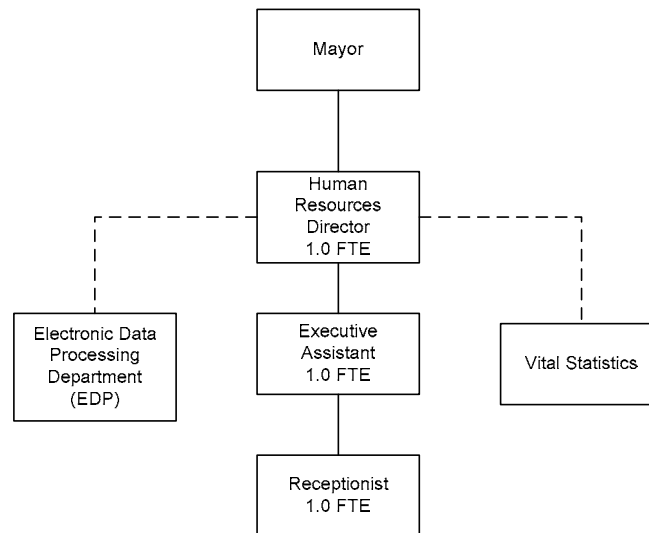 Mayor
Human
Resources
Director
1.0 FTE
Electronic Data
Processing
Department
(EDP)
Executive
Assistant
1.0 FTE
Vital Statistics
Receptionist
1.0 FTE